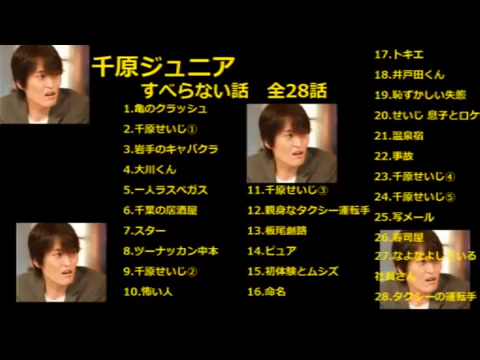 千原ジュニア
すべらない話　全28話
1.亀のクラッシュ
2.千原せいじ①
3.岩手のキャバクラ
4.大川くん
5.一人ラスベガス
6.千葉の居酒屋
7.スター
8.ツーナッカン中本
9.千原せいじ②
10.怖い人
11.千原せいじ③
12.親身なタクシー運転手
13.板尾創路
14.ピュア
15.初体験とムシズ
16.命名
17.トキエ
18.井戸田くん
19.恥ずかしい失態
20.せいじ 息子とロケ
21.温泉宿
22.事故
23.千原せいじ④
24.千原せいじ⑤
25.写メール
26.寿司屋
27.なよなよしている
社員さん
28.タクシーの運転手